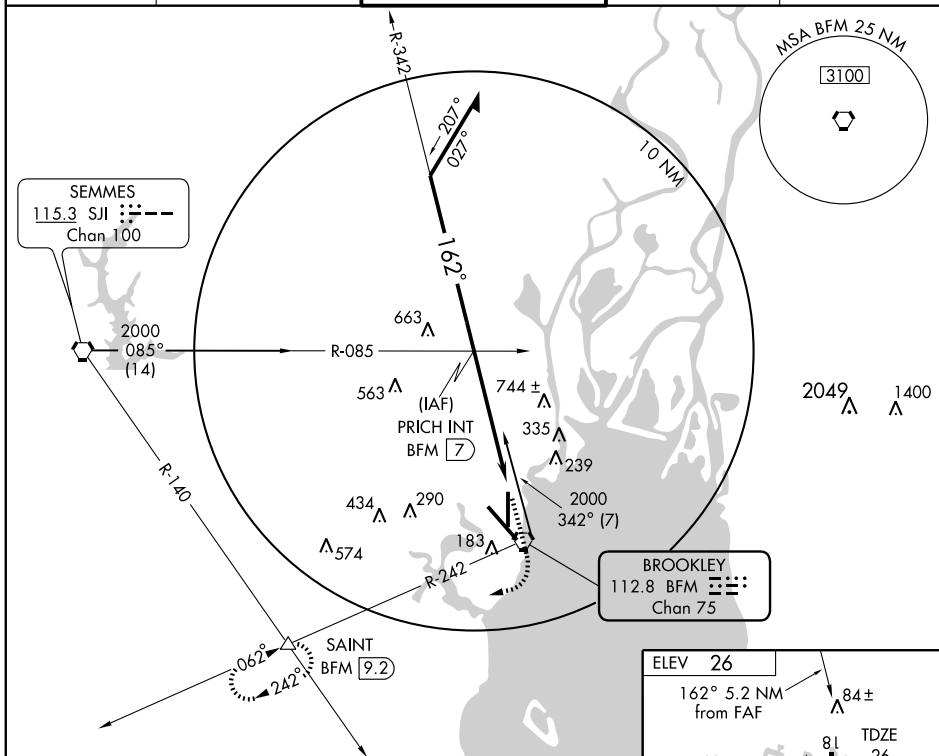 R-342
MSA BFM 25 NM
3100
207°
027°
10 NM
SEMMES
115.3 SJI
Chan 100
162°
663
2000
085°
(14)
R-085
563
(IAF)
PRICH INT
BFM 7
744 ±
335
239
2049
1400
R-140
434
290
2000
342° (7)
574
183
R-242
BROOKLEY
112.8 BFM
Chan 75
062°
242°
SAINT
BFM 9.2
ELEV 26
162° 5.2 NM
from FAF
84 ±
18
TDZE